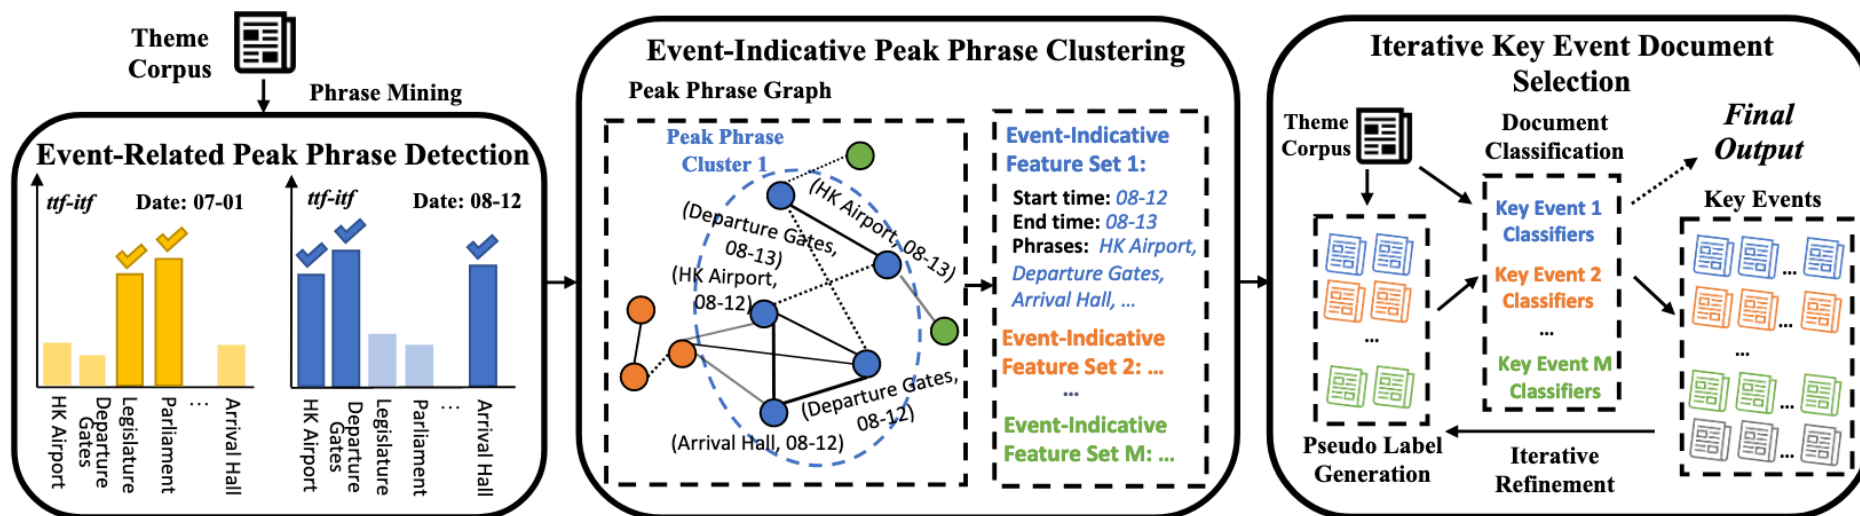 Theme
Corpus
Phrase Mining
Event-Related Peak Phrase Detection
ttf-itf
Date: 07-01
HK Airport
Departure
Gates
Legislature
Parliament
...
Arrival Hall
ttf-itf
Date: 08-12
HK Airport
Departure
Gates
Legislature
Parliament
...
Arrival Hall
Event-Indicative Peak Phrase Clustering
Peak Phrase Graph
Peak Phrase
Cluster 1
(HK Airport, 08-13)
(Departure Gates,
08-13)
(HK Airport,
08-12)
(Departure Gates,
08-12)
(Arrival Hall, 08-12)
Event-Indicative
Feature Set 1:
Start time: 08-12
End time: 08-13
Phrases: HK Airport,
Departure Gates,
Arrival Hall, ...
Event-Indicative
Feature Set 2: ...
...
Event-Indicative
Feature Set M: ...
Iterative Key Event Document
Selection
Theme
Corpus
Document
Classification
Final
Output
Key Event 1
Classifiers
Key Event 2
Classifiers
...
Key Event M
Classifiers
Key Events
...
...
...
...
...
...
Pseudo Label
Generation
Iterative
Refinement